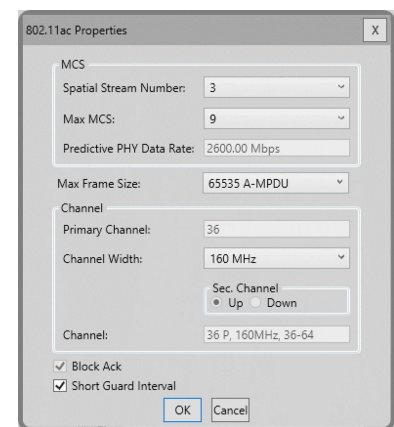 802.11ac Properties X
MCS
Spatial Stream Number: 3
Max MCS: 9
Predictive PHY Data Rate: 2600.00 Mbps
Max Frame Size: 65535 A-MPDU
Channel
Primary Channel: 36
Channel Width: 160 MHz
Sec. Channel
Up Down
Channel: 36 P, 160MHz, 36-64
Block Ack
Short Guard Interval
OK Cancel